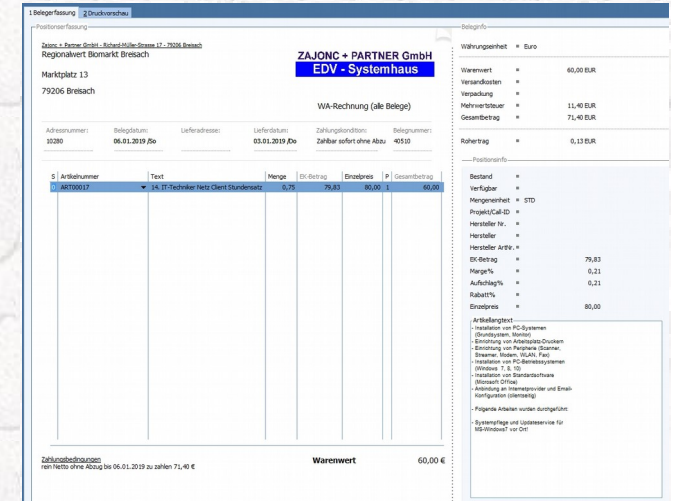 1 Belegerfassung 2 Druckvorschau
Positionserfassung
Zajonc + Partner GmbH - Richard-Müller-Strasse 17 - 79206 Breisach
Regionalwert Biomarkt Breisach
Marktplatz 13
79206 Breisach
ZAJONC + PARTNER GmbH
EDV - Systemhaus
WA-Rechnung (alle Belege)
Adressnummer: Belegdatum: Lieferadresse: Lieferdatum: Zahlungskondition: Belegnummer:
10280 06.01.2019 /So 03.01.2019 /Do Zahlbar sofort ohne Abzu 40510
S Artikelnummer Text Menge EK-Betrag Einzelpreis P Gesamtbetrag
0 ART00017 14. IT-Techniker Netz Client Stundensatz 0,75 79,83 80,00 1 60,00
Zahlungsbedingungen
rein Netto ohne Abzug bis 06.01.2019 zu zahlen 71,40 €
Warenwert 60,00 €
Beleginfo
Währungseinheit = Euro
Warenwert = 60,00 EUR
Versandkosten =
Verpackung =
Mehrwertsteuer = 11,40 EUR
Gesamtbetrag = 71,40 EUR
Rohertrag = 0,13 EUR
Positionsinfo
Bestand =
Verfügbar =
Mengeneinheit = STD
Projekt/Call-ID =
Hersteller Nr. =
Hersteller =
Hersteller ArtNr. =
EK-Betrag = 79,83
Marge% = 0,21
Aufschlag% = 0,21
Rabatt% =
Einzelpreis = 80,00
Artikellangtext
- Installation von PC-Systemen
(Grundsystem, Monitor)
- Einrichtung von Arbeitsplatz-Druckern
- Einrichtung von Peripherie (Scanner,
Streamer, Modem, WLAN, Fax)
- Installation von PC-Betriebssystemen
(Windows 7, 8, 10)
- Installation von Standardsoftware
(Microsoft Office)
- Anbindung an Internetprovider und Email-
Konfiguration (clientseitig)
- Folgende Arbeiten wurden durchgeführt:
- Systempflege und Updateservice für
MS-Windows7 vor Ort!